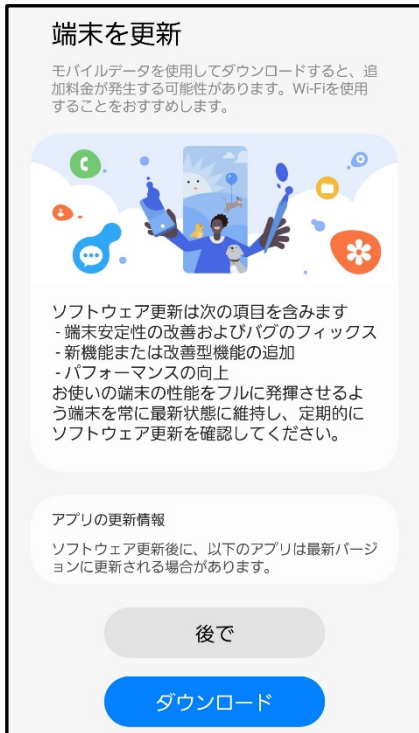 端末を更新
モバイルデータを使用してダウンロードすると、追
加料金が発生する可能性があります。Wi-Fiを使用
することをおすすめします。
ソフトウェア更新は次の項目を含みます
- 端末安定性の改善およびバグのフィックス
- 新機能または改善型機能の追加
- パフォーマンスの向上
お使いの端末の性能をフルに発揮させるよ
う端末を常に最新状態に維持し、定期的に
ソフトウェア更新を確認してください。
アプリの更新情報
ソフトウェア更新後に、以下のアプリは最新バージ
ョンに更新される場合があります。
後で
ダウンロード